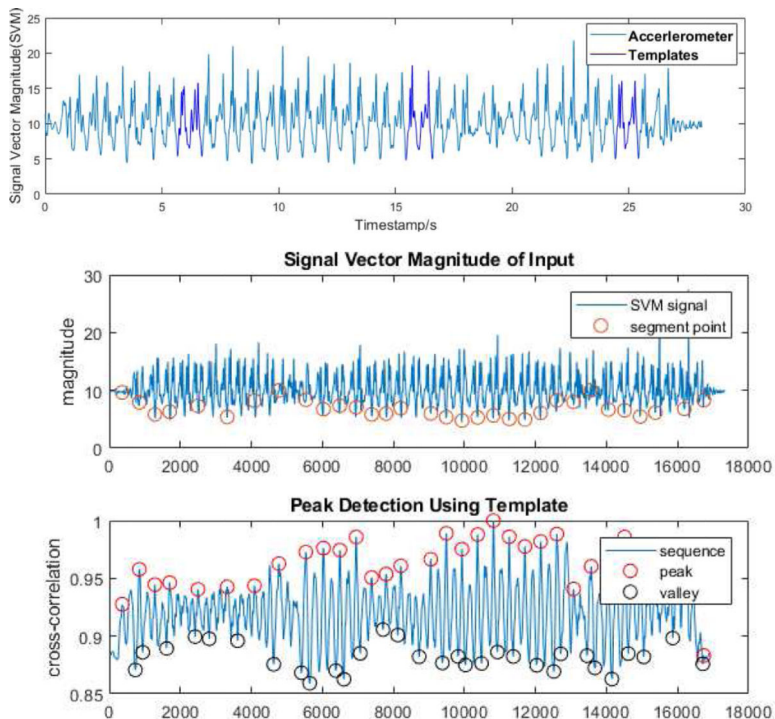 Signal Vector Magnitude(SVM)
25
20
15
10
5
0
Accerlerometer
Templates
0 5 10 15 20 25 30
Timestamp/s
Signal Vector Magnitude of Input
magnitude
30
20
10
0
SVM signal
segment point
0 2000 4000 6000 8000 10000 12000 14000 16000 18000
Peak Detection Using Template
cross-correlation
1
0.95
0.9
0.85
sequence
peak
valley
0 2000 4000 6000 8000 10000 12000 14000 16000 18000